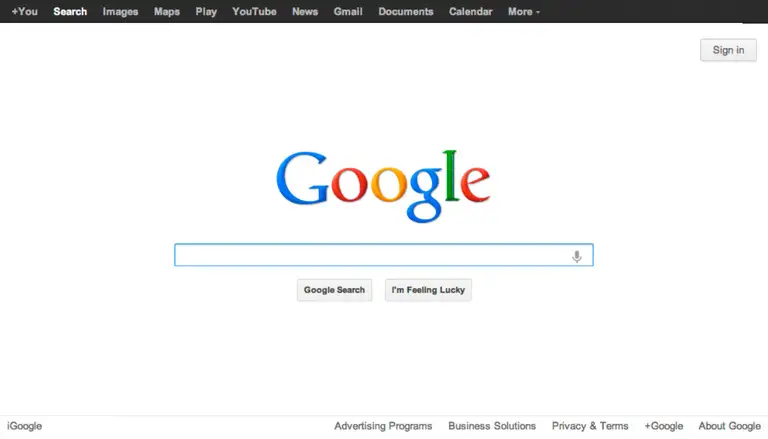 +You Search Images Maps Play YouTube News Gmail Documents Calendar More
Sign in
Google
Google Search I'm Feeling Lucky
iGoogle Advertising Programs Business Solutions Privacy & Terms +Google About Google